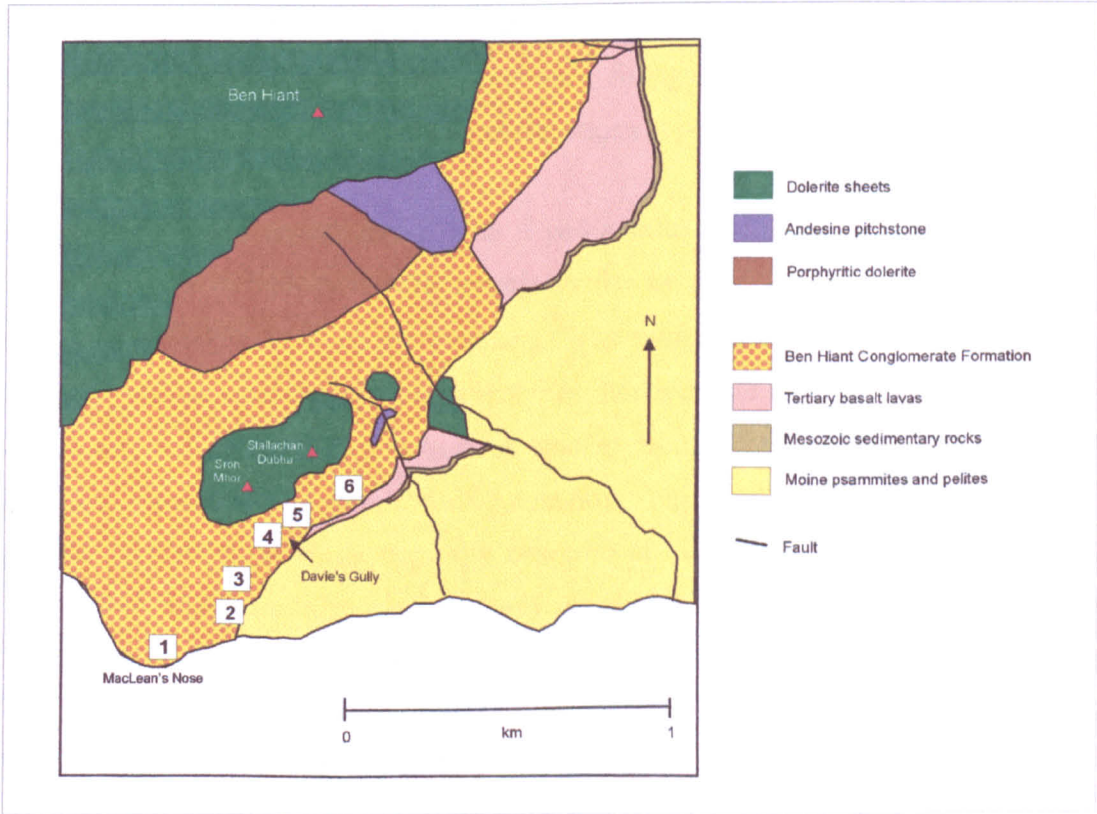 Ben Hiant
Stallachan
Dubha
Sron
Mhor
6
5
4
3
2
1
Davie's Gully
MacLean's Nose
N
0
km
1
Dolerite sheets
Andesine pitchstone
Porphyritic dolerite
Ben Hiant Conglomerate Formation
Tertiary basalt lavas
Mesozoic sedimentary rocks
Moine psammites and pelites
Fault